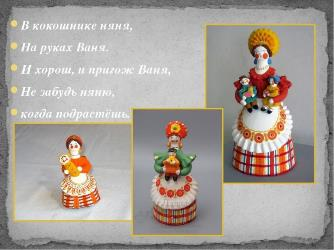 В кокошнике няня,
На руках Ваня.
И хорош, и пригож Ваня,
Не забудь няню,
когда подрастёшь.